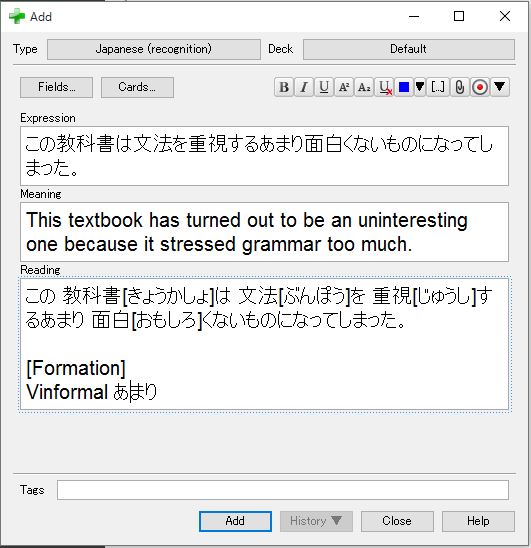 Add
Type Japanese (recognition) Deck Default
Fields... Cards... B I U A² A₂ U [...]
Expression
この教科書は文法を重視するあまり面白くないものになってし
まった。
Meaning
This textbook has turned out to be an uninteresting
one because it stressed grammar too much.
Reading
この 教科書[きょうかしょ]は 文法[ぶんぽう]を 重視[じゅうし]す
るあまり 面白[おもしろ]くないものになってしまった。
[Formation]
Vinformal あまり
Tags
Add History ▼ Close Help